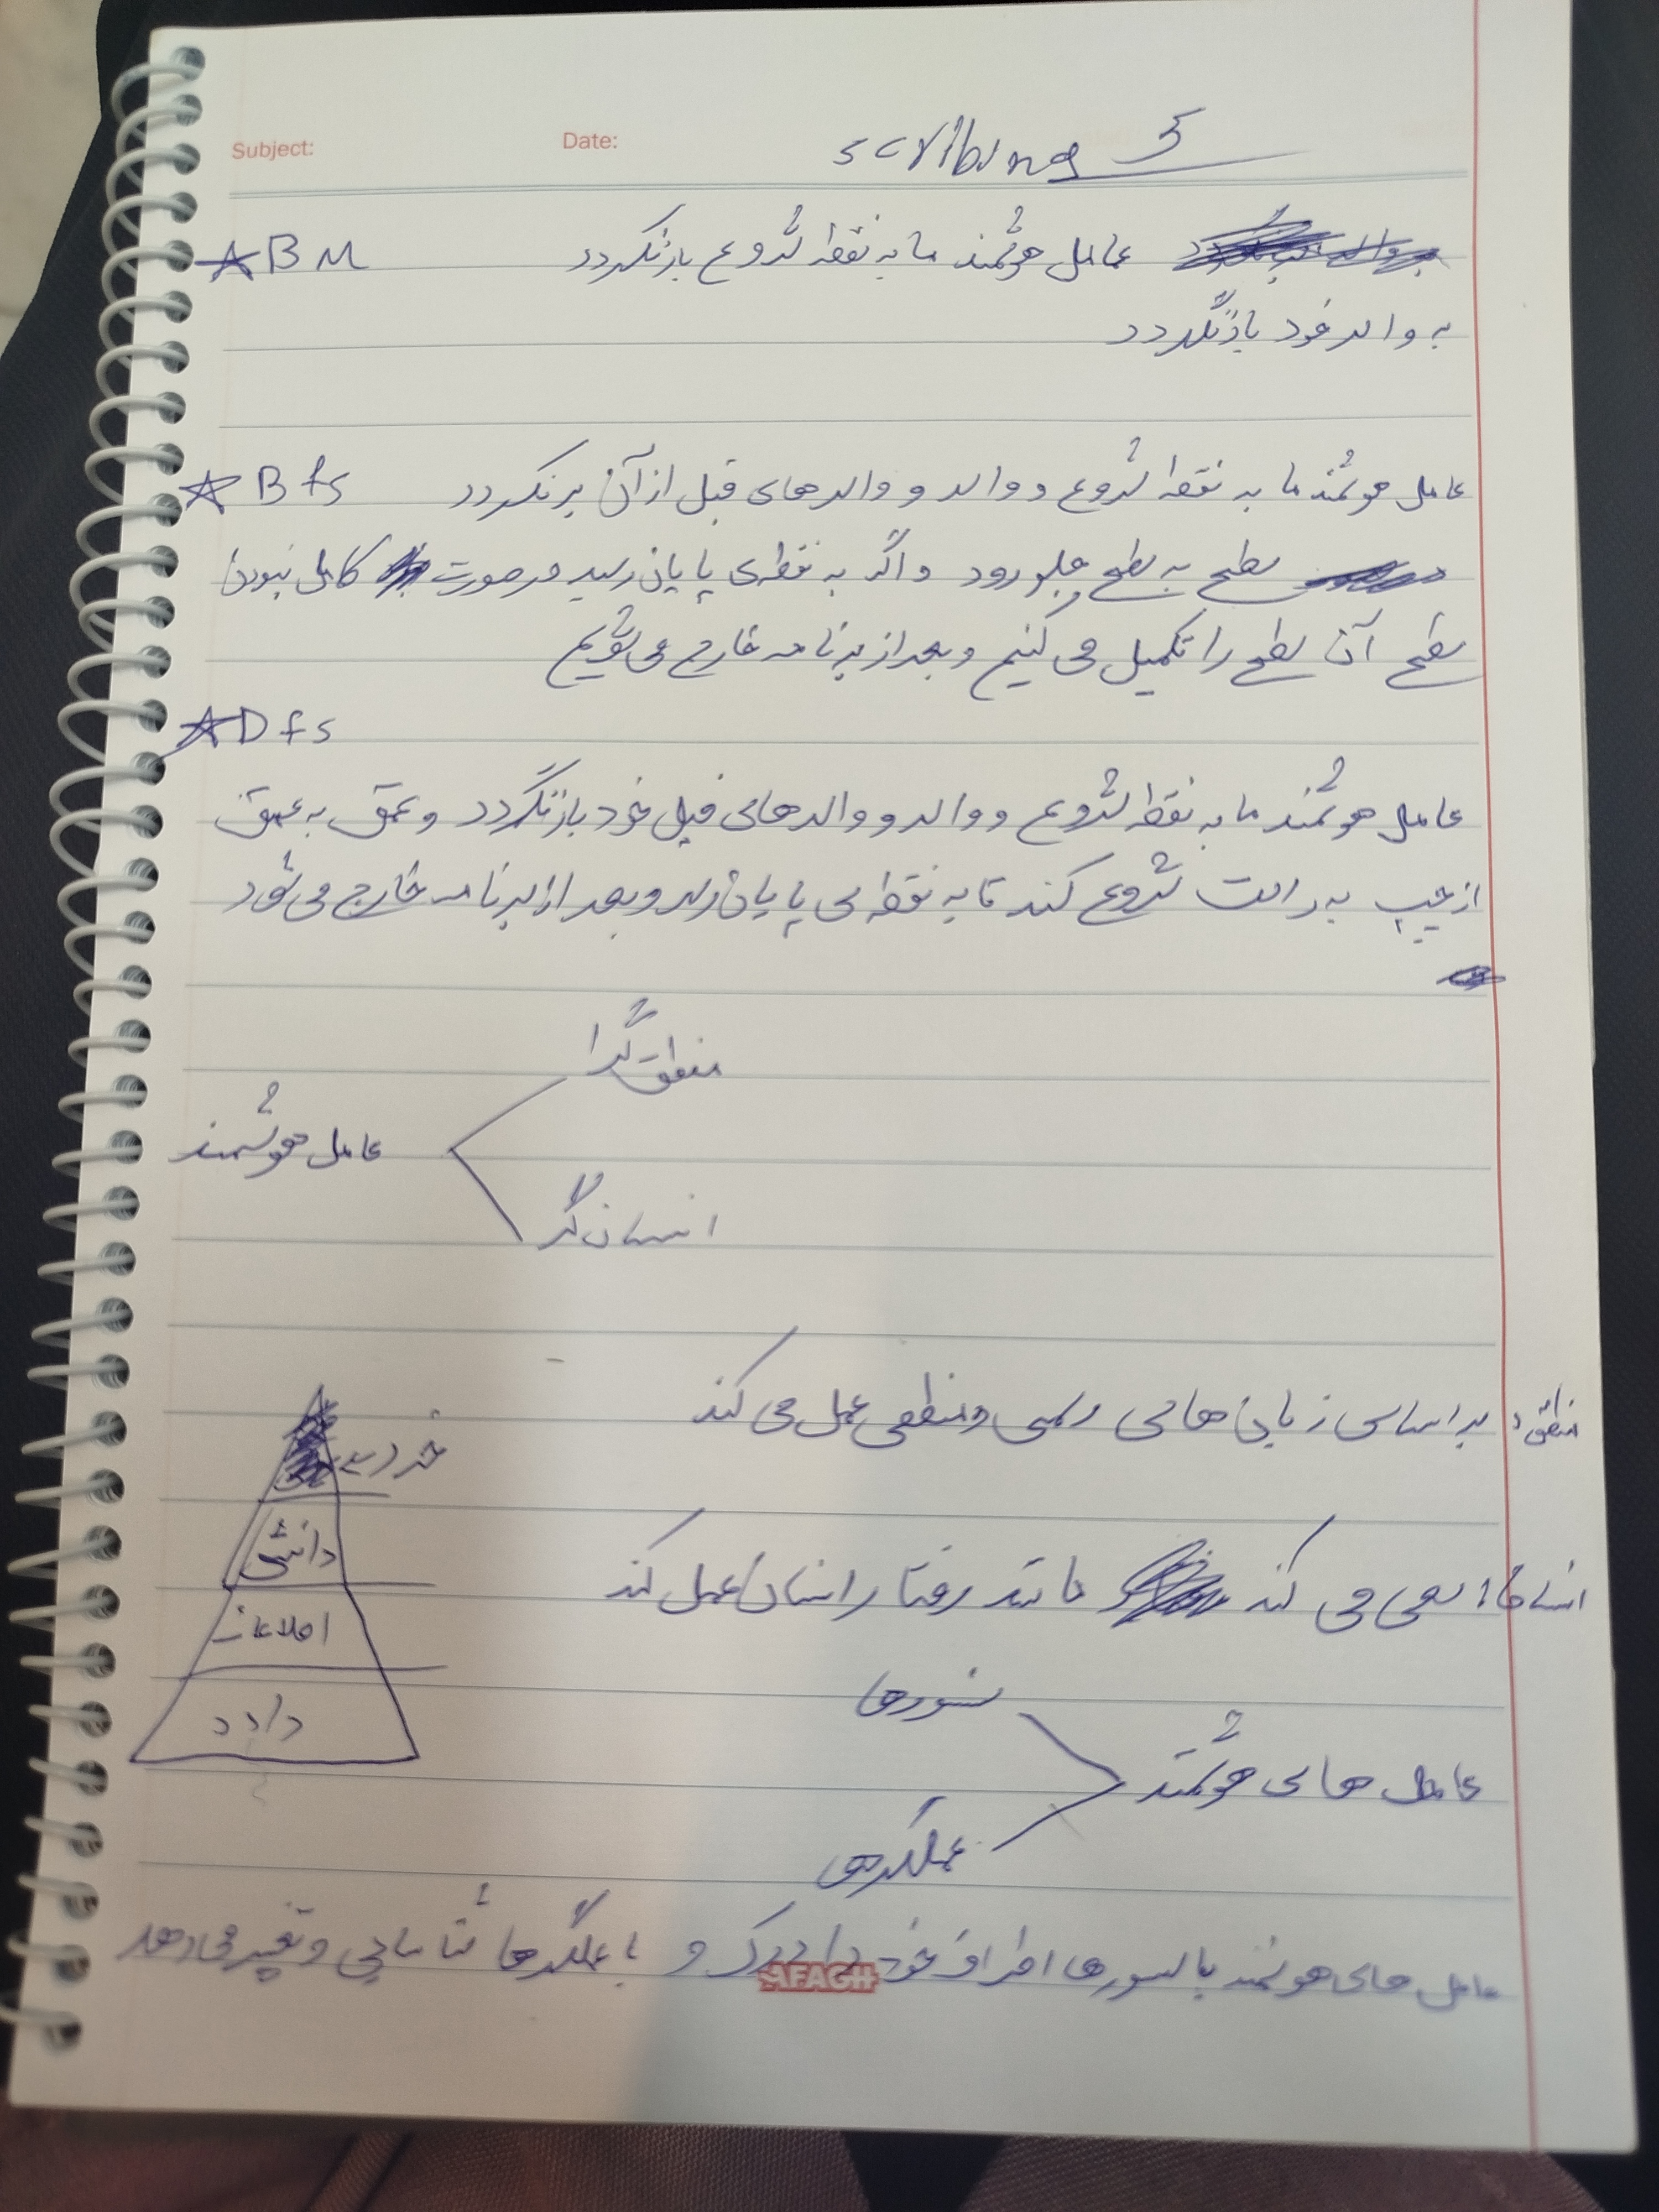 Subject:
Date:
scribing 5
ABM
عامل هوشمند ما به نقطه شروع بازنگردد
به والد خود بازنگردد
Bfs
عامل هوشمند ما به نقطه شروع و والد و والدهای قبل از آن برنگردد
سطح به سطح جلو رود و اگر به نقطه‌ی پایان رسید در صورت کامل نبودن
سطح آن سطح را تکمیل می کنیم و بعد از برنامه خارج می شویم
Dfs
عامل هوشمند ما به نقطه شروع و والد و والدهای قبل خود بازنگردد و عمق به عمق
از چپ به راست شروع کند تا به نقطه ی پایان رسد و بعد از برنامه خارج می شود
منطق گرا
عامل هوشمند
انسان گرا
منطق: بر اساس زبان هایی رسمی و منطقی عمل می کند
خرد
دانش
انسان: سعی می کند مانند رفتار انسان عمل کند
اطلاعات
سنسورها
داده
عامل های هوشمند
عملگرها
عامل های هوشمند با سنسورها اطراف خود را درک و با عملگرها شناسایی و تغییر می دهد
AFAGH